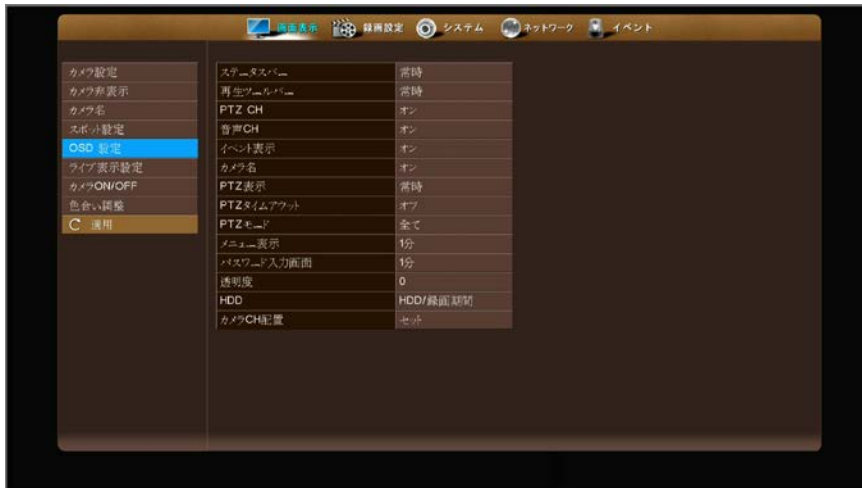 画面表示 録画設定 システム ネットワーク イベント
カメラ設定
カメラ非表示
カメラ名
スポット設定
OSD 設定
ライブ表示設定
カメラON/OFF
色合い調整
適用
ステータスバー 常時
再生ツールバー 常時
PTZ CH オン
音声CH オン
イベント表示 オン
カメラ名 オン
PTZ表示 常時
PTZタイムアウト オフ
PTZモード 全て
メニュー表示 1分
パスワード入力画面 1分
透明度 0
HDD HDD/録画期間
カメラCH配置 セット